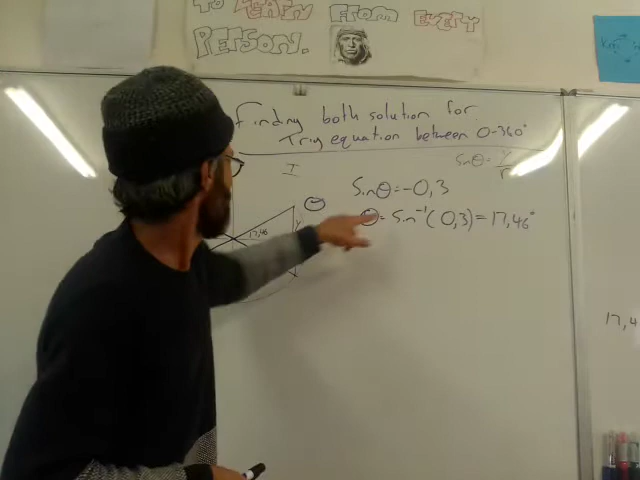 TO LEARN FROM EVERY
PERSON.
Finding both solution for
Trig equation between 0-360°
Sinθ = y/r
I
Sinθ = -0,3
θ = Sin⁻¹(0,3) = 17,46°
17,46
y
17,4